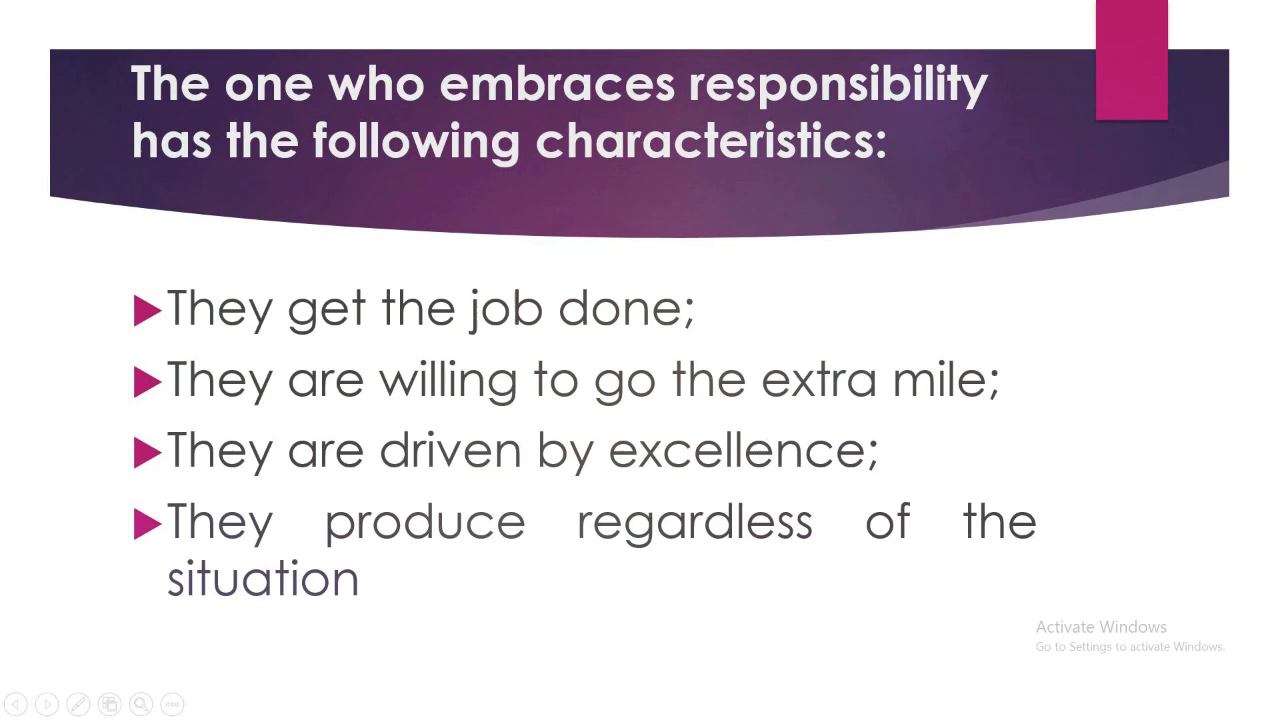 The one who embraces responsibility
has the following characteristics:
They get the job done;
They are willing to go the extra mile;
They are driven by excellence;
They produce regardless of the
situation
Activate Windows
Go to Settings to activate Windows.